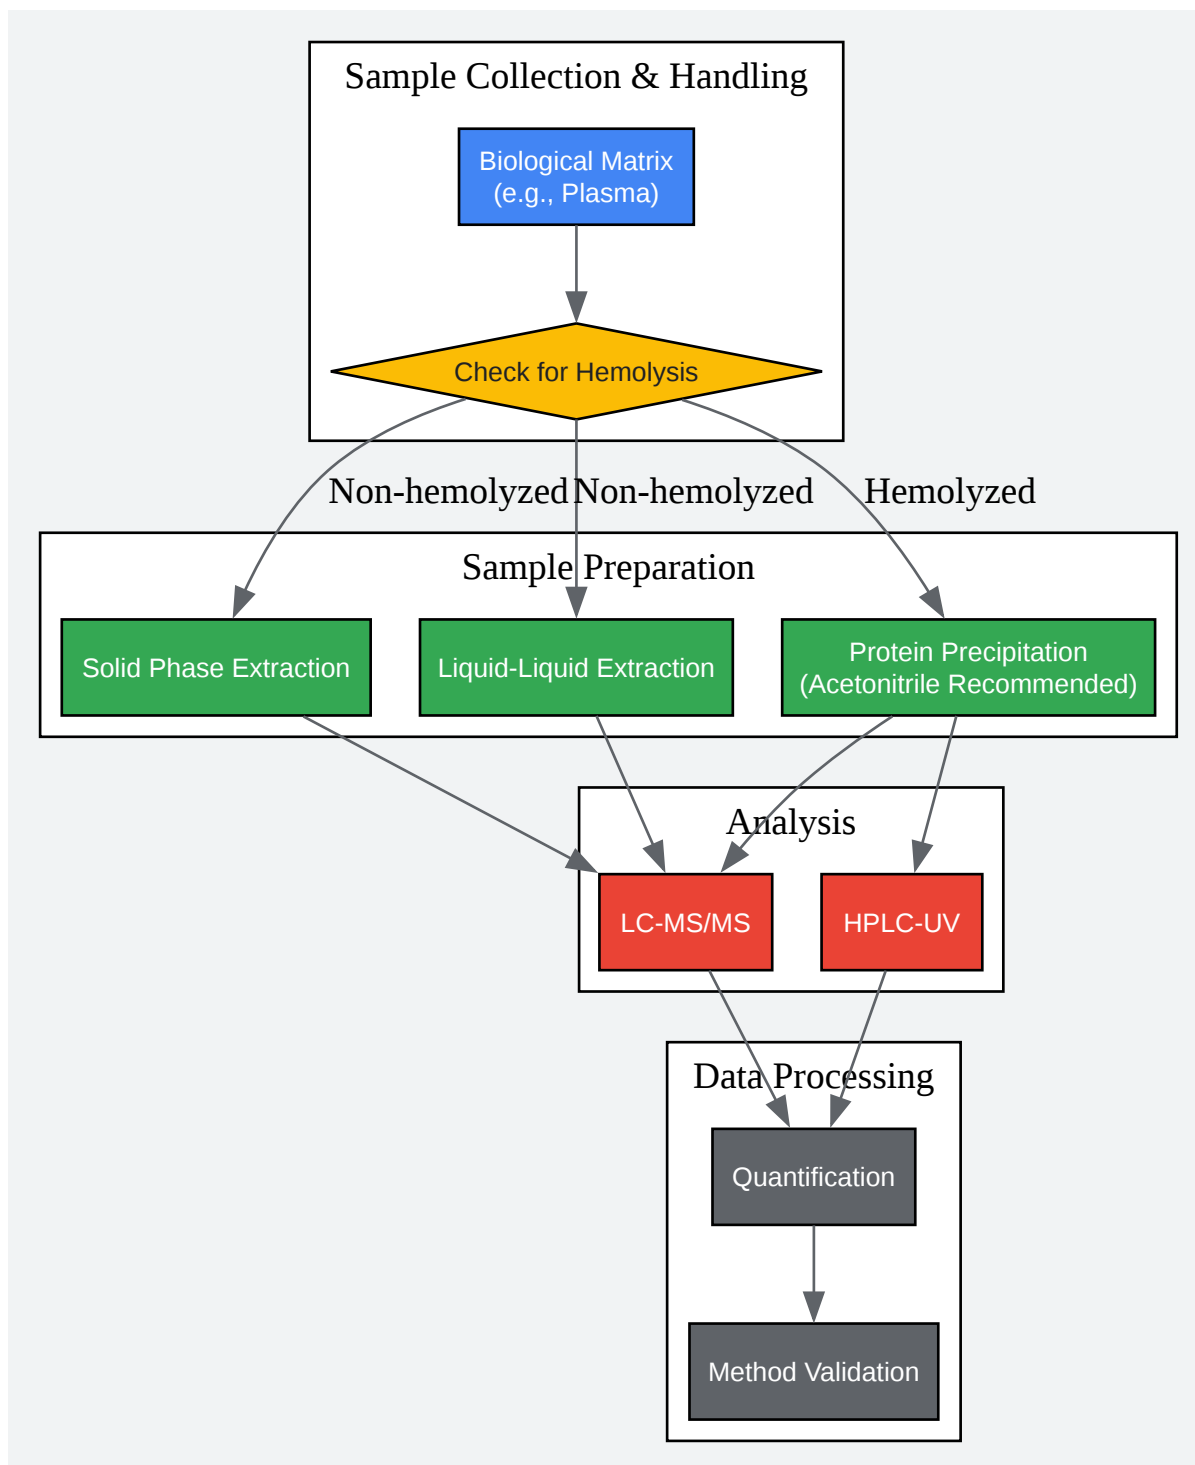 Sample Collection & Handling
Biological Matrix
(e.g., Plasma)
Check for Hemolysis
Non-hemolyzed
Non-hemolyzed
Hemolyzed
Sample Preparation
Solid Phase Extraction
Liquid-Liquid Extraction
Protein Precipitation
(Acetonitrile Recommended)
Analysis
LC-MS/MS
HPLC-UV
Data Processing
Quantification
Method Validation